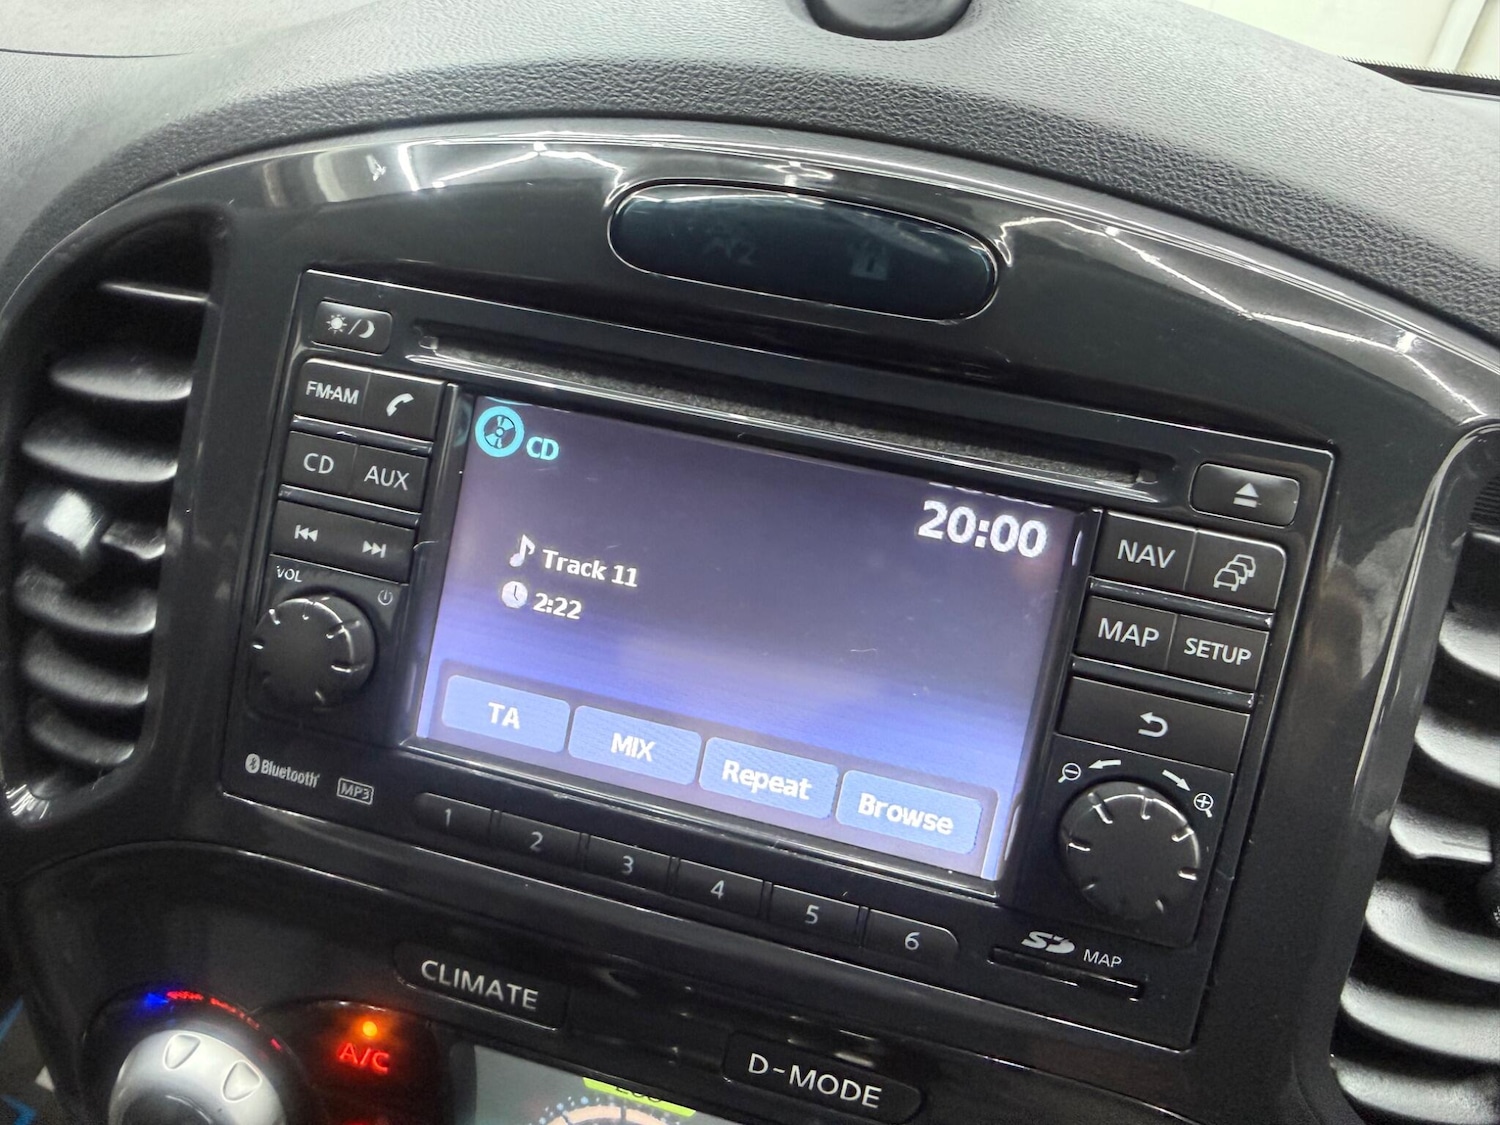 FM·AM
CD AUX
VOL
CD
20:00
Track 11
2:22
TA MIX Repeat Browse
NAV
MAP SETUP
Bluetooth MP3
1 2 3 4 5 6
SD MAP
CLIMATE
D-MODE
A/C